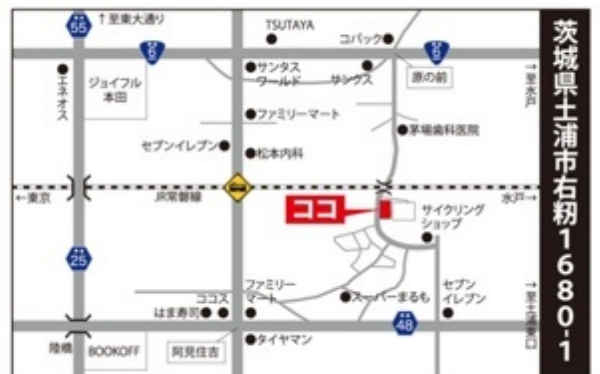 55
↑至東大通り
TSUTAYA
コパック
6
6
サンタス
ワールド
サンクス
原の前
→至水戸
エネオス
ジョイフル
本田
ファミリーマート
茅場歯科医院
セブンイレブン
松本内科
←東京
JR常磐線
ココ
水戸→
サイクリング
ショップ
25
ファミリー
マート
ココス
はま寿司
スーパーまるも
セブン
イレブン
48
→至土浦東口
陸橋
BOOKOFF
阿見住吉
タイヤマン
茨城県土浦市右籾1680-1